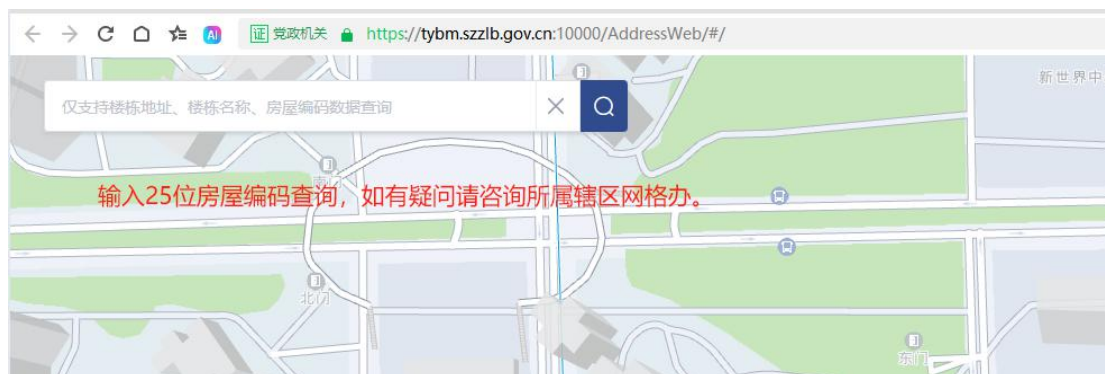 证 党政机关 https://tybm.szzlb.gov.cn:10000/AddressWeb/#/
新世界中
仅支持楼栋地址、楼栋名称、房屋编码数据查询
输入25位房屋编码查询，如有疑问请咨询所属辖区网格办。
北门
东门